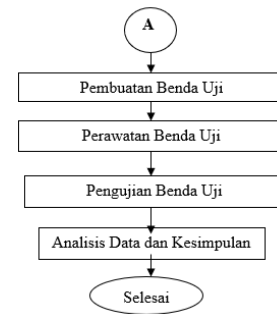 A
Pembuatan Benda Uji
Perawatan Benda Uji
Pengujian Benda Uji
Analisis Data dan Kesimpulan
Selesai